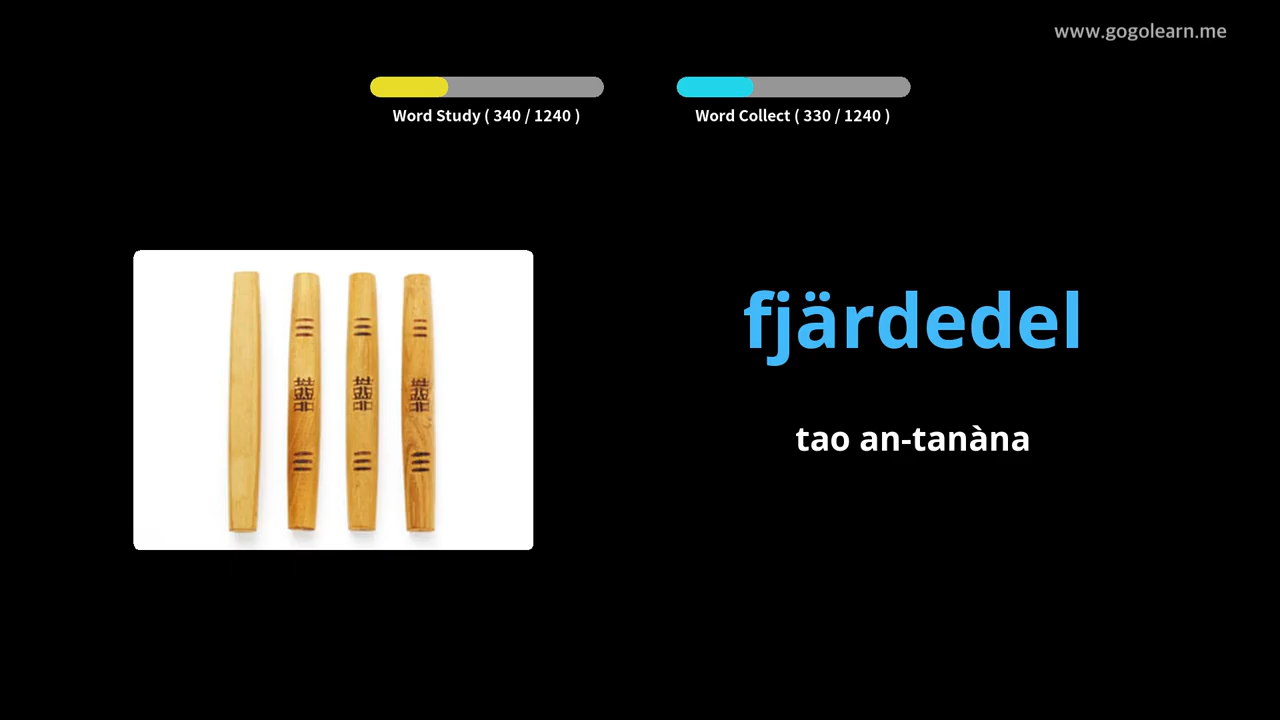 www.gogolearn.me
Word Study ( 340 / 1240 )
Word Collect ( 330 / 1240 )
fjärdedel
tao an-tanàna